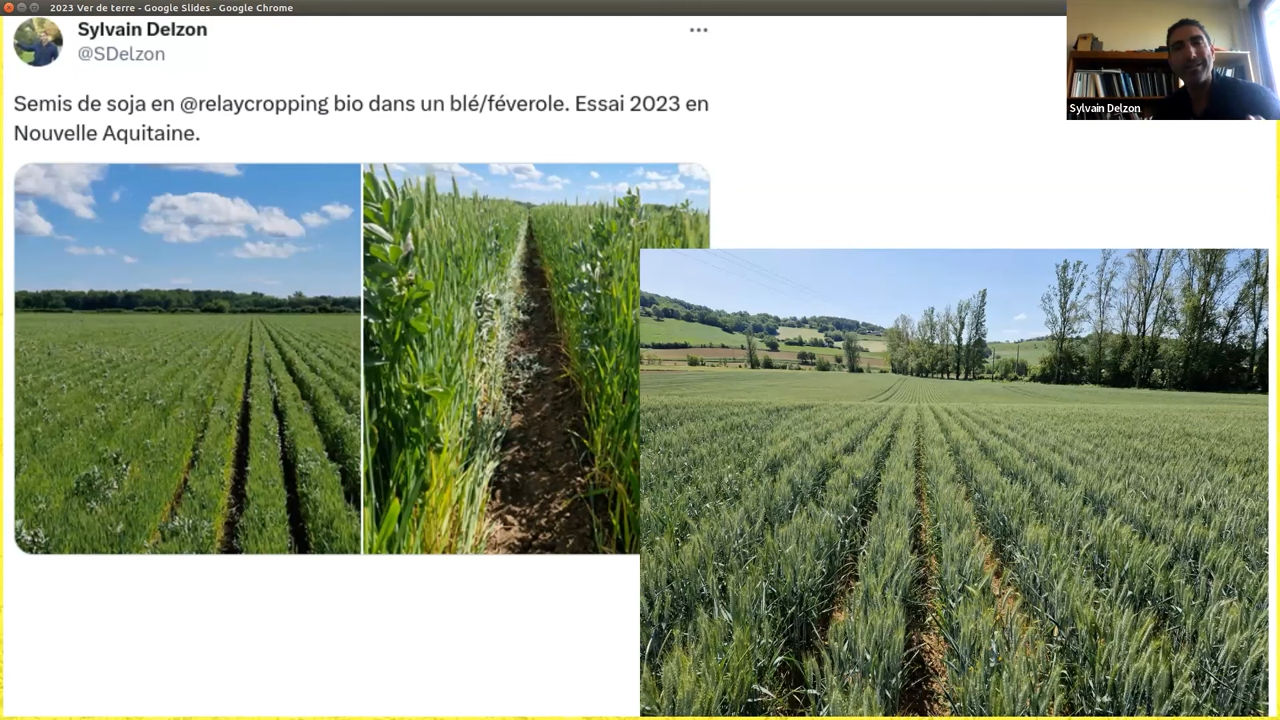 2023 Ver de terre - Google Slides - Google Chrome
Sylvain Delzon
@SDelzon
Semis de soja en @relaycropping bio dans un blé/féverole. Essai 2023 en
Nouvelle Aquitaine.
Sylvain Delzon